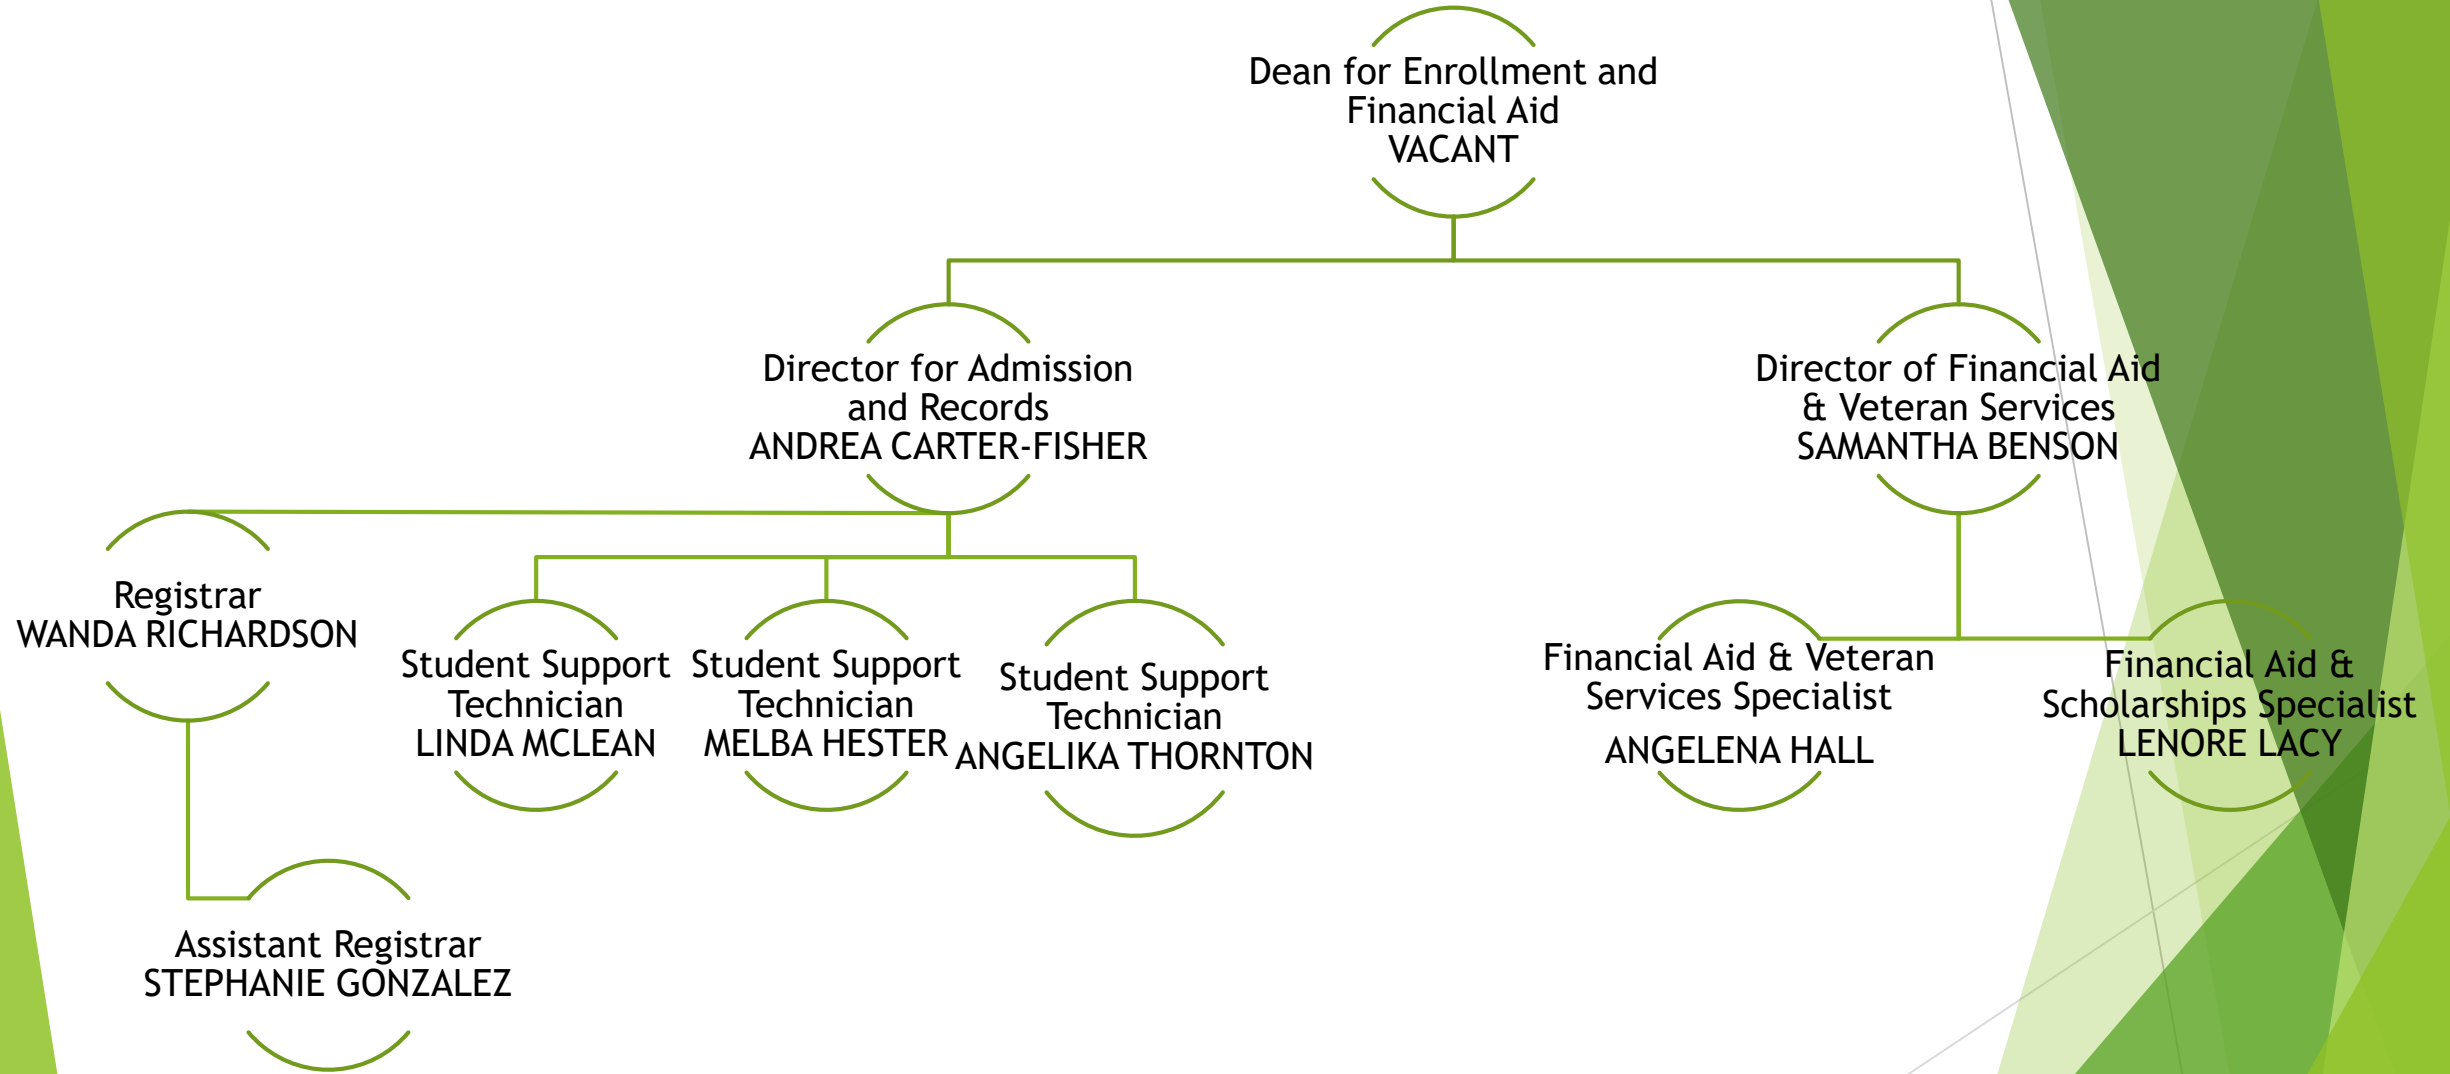 Dean for Enrollment and
Financial Aid
VACANT
Director for Admission
and Records
ANDREA CARTER-FISHER
Director of Financial Aid
& Veteran Services
SAMANTHA BENSON
Registrar
WANDA RICHARDSON
Student Support
Technician
LINDA MCLEAN
Student Support
Technician
MELBA HESTER
Student Support
Technician
ANGELIKA THORNTON
Financial Aid & Veteran
Services Specialist
ANGELENA HALL
Financial Aid &
Scholarships Specialist
LENORE LACY
Assistant Registrar
STEPHANIE GONZALEZ